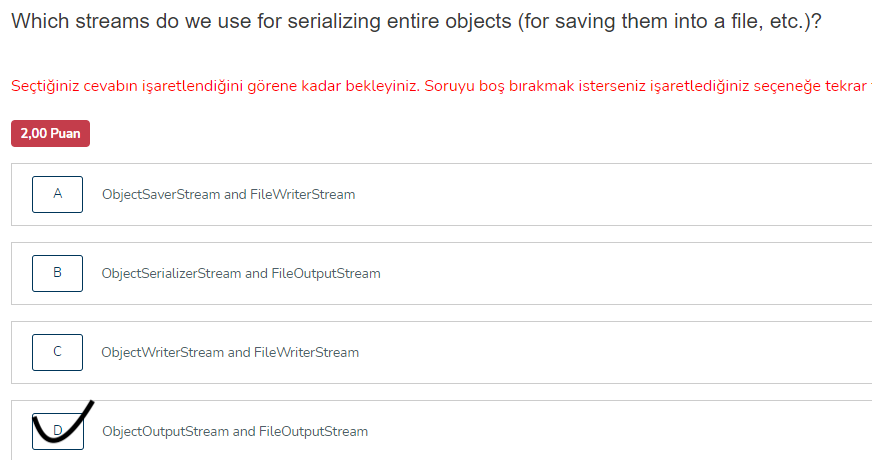 Which streams do we use for serializing entire objects (for saving them into a file, etc.)?
Seçtiğiniz cevabın işaretlendiğini görene kadar bekleyiniz. Soruyu boş bırakmak isterseniz işaretlediğiniz seçeneğe tekrar
2,00 Puan
A ObjectSaverStream and FileWriterStream
B ObjectSerializerStream and FileOutputStream
C ObjectWriterStream and FileWriterStream
D ObjectOutputStream and FileOutputStream